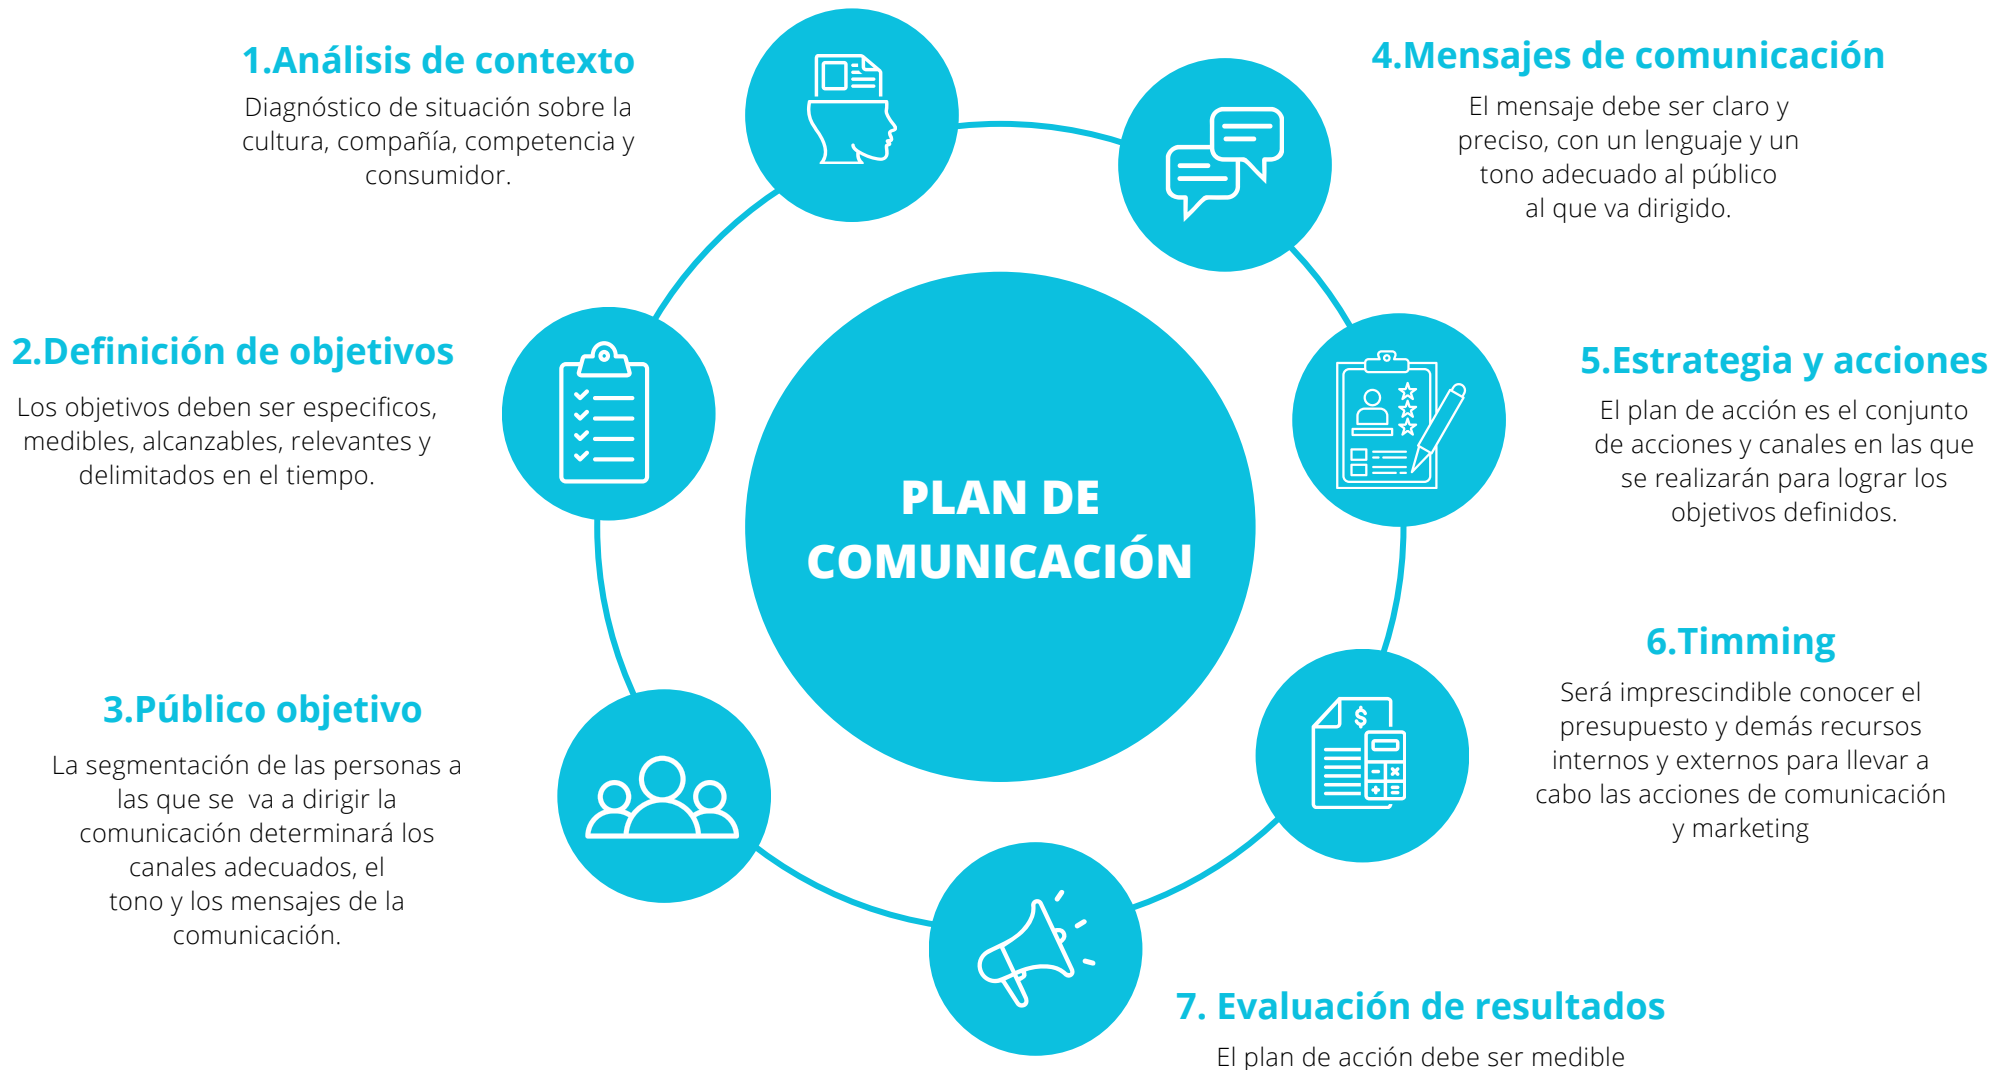 1.Análisis de contexto
Diagnóstico de situación sobre la
cultura, compañía, competencia y
consumidor.
2.Definición de objetivos
Los objetivos deben ser especificos,
medibles, alcanzables, relevantes y
delimitados en el tiempo.
3.Público objetivo
La segmentación de las personas a
las que se va a dirigir la
comunicación determinará los
canales adecuados, el
tono y los mensajes de la
comunicación.
PLAN DE
COMUNICACIÓN
4.Mensajes de comunicación
El mensaje debe ser claro y
preciso, con un lenguaje y un
tono adecuado al público
al que va dirigido.
5.Estrategia y acciones
El plan de acción es el conjunto
de acciones y canales en las que
se realizarán para lograr los
objetivos definidos.
6.Timming
Será imprescindible conocer el
presupuesto y demás recursos
internos y externos para llevar a
cabo las acciones de comunicación
y marketing
7. Evaluación de resultados
El plan de acción debe ser medible